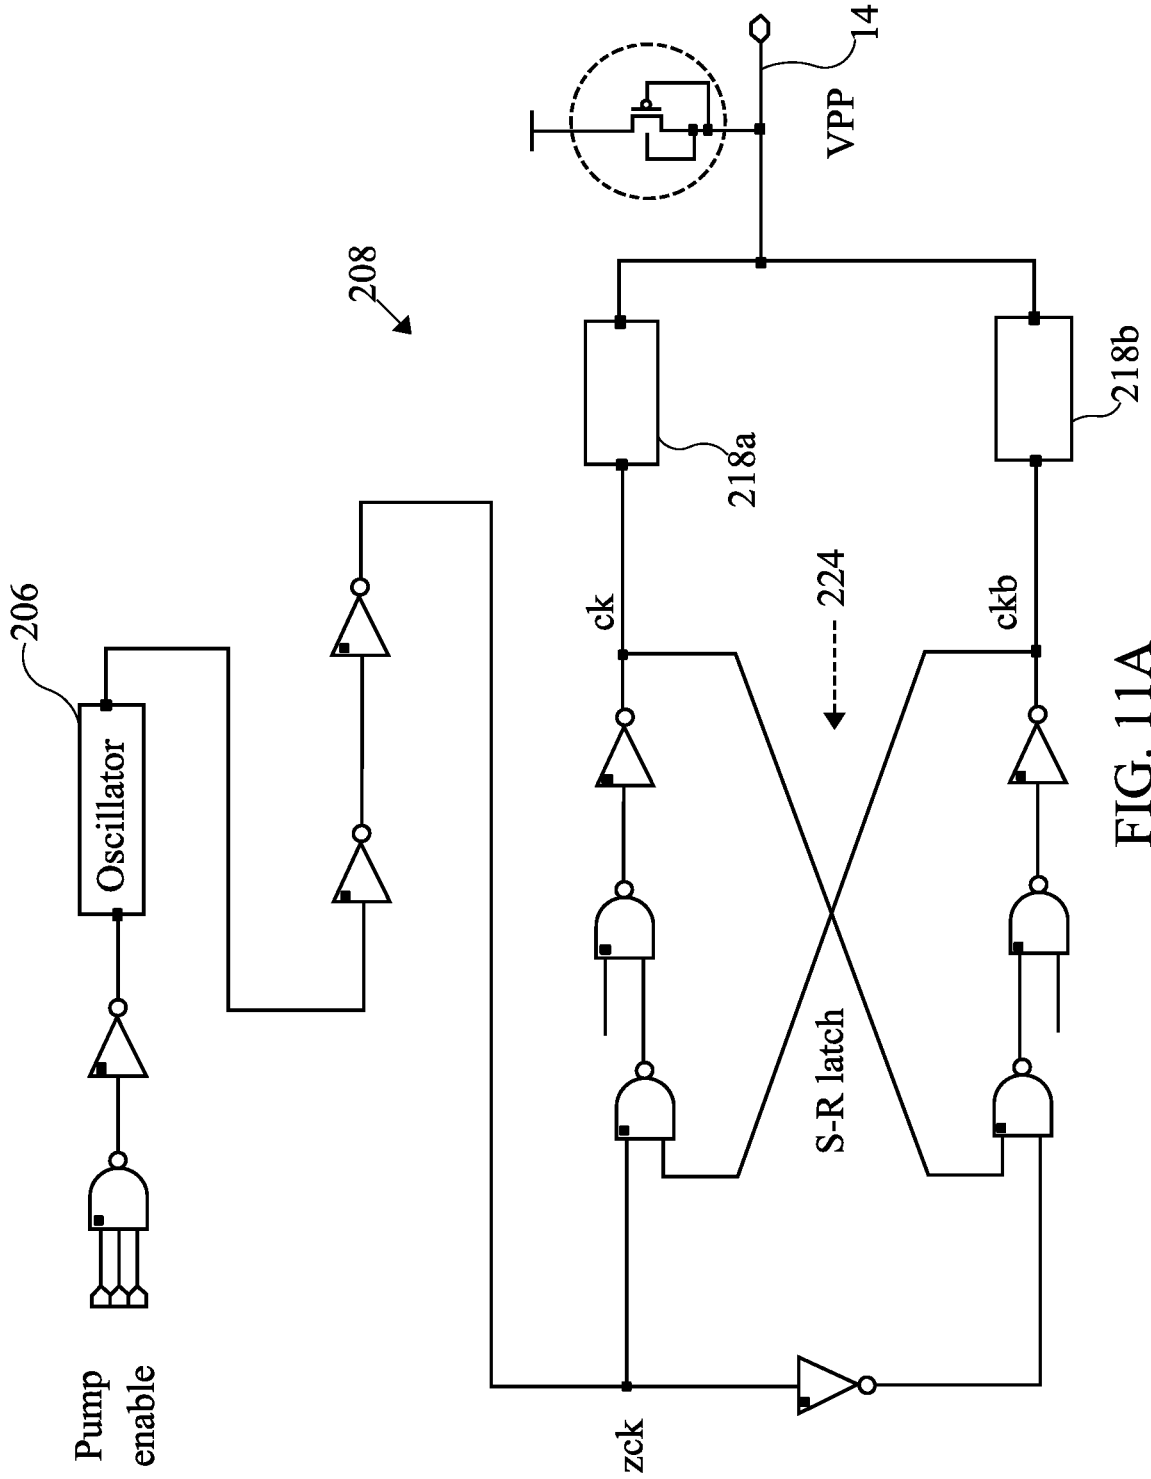 Pump
enable
Oscillator
206
208
zck
ck
218a
S-R latch
224
ckb
218b
VPP
14
FIG. 11A